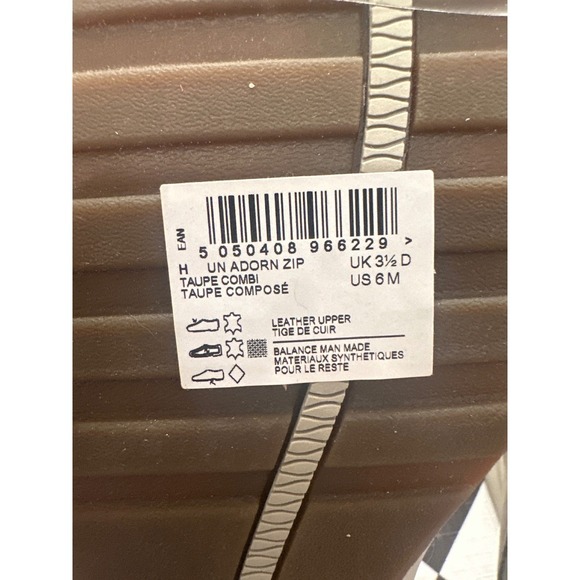 EAN
5 050408 966229 >
H UN ADORN ZIP UK 3½ D
TAUPE COMBI US 6 M
TAUPE COMPOSÉ
LEATHER UPPER
TIGE DE CUIR
BALANCE MAN MADE
MATERIAUX SYNTHÉTIQUES
POUR LE RESTE